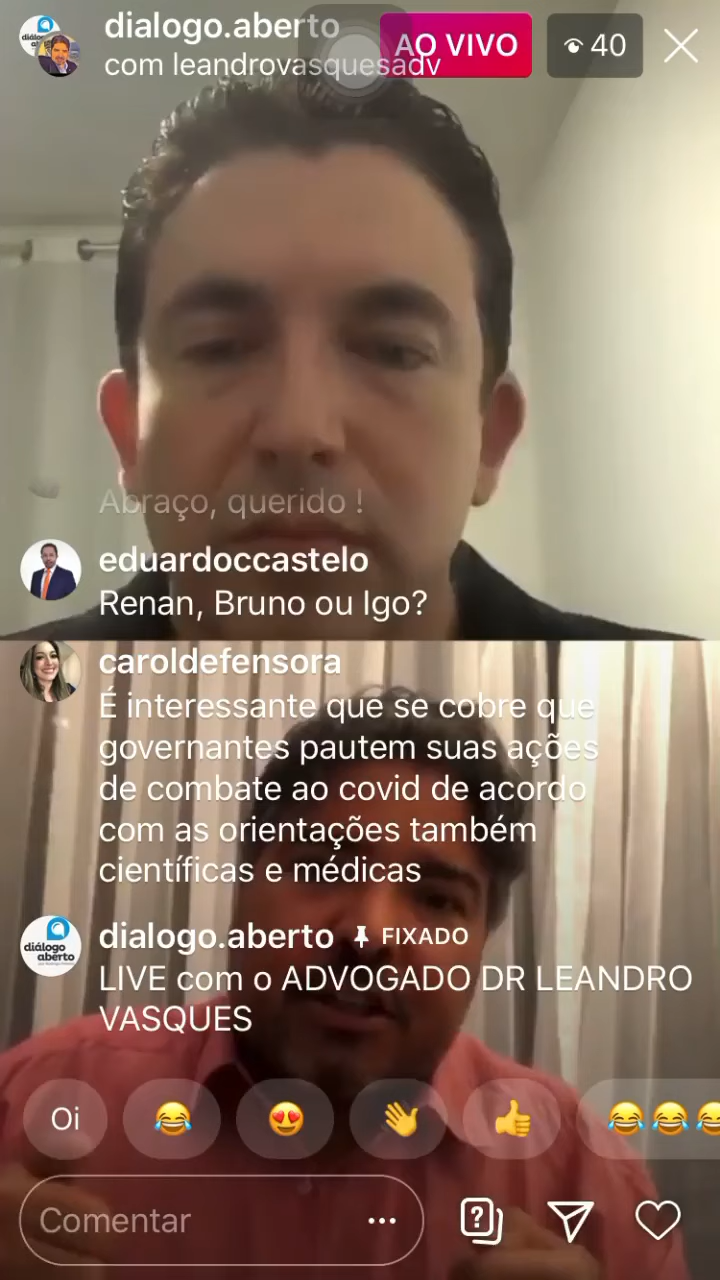 dialogo.aberto
com leandrovasquesadv
AO VIVO
40
Abraço, querido !
eduardoccastelo
Renan, Bruno ou Igo?
caroldefensora
É interessante que se cobre que
governantes pautem suas ações
de combate ao covid de acordo
com as orientações também
científicas e médicas
diálogo
aberto
dialogo.aberto FIXADO
LIVE com o ADVOGADO DR LEANDRO
VASQUES
Oi
Comentar ...